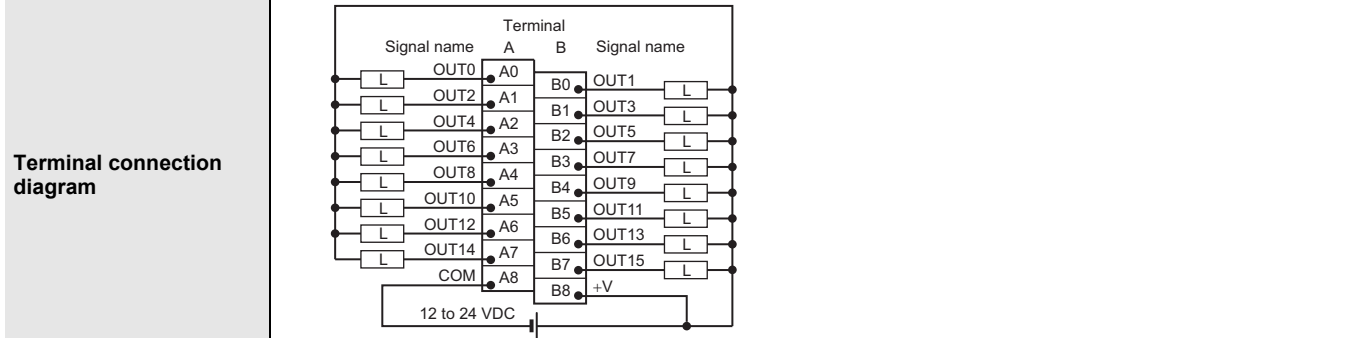 Terminal connection
diagram
Terminal
Signal name A B Signal name
L OUT0 A0 B0 OUT1 L
L OUT2 A1 B1 OUT3 L
L OUT4 A2 B2 OUT5 L
L OUT6 A3 B3 OUT7 L
L OUT8 A4 B4 OUT9 L
L OUT10 A5 B5 OUT11 L
L OUT12 A6 B6 OUT13 L
L OUT14 A7 B7 OUT15 L
COM A8 B8 +V
12 to 24 VDC